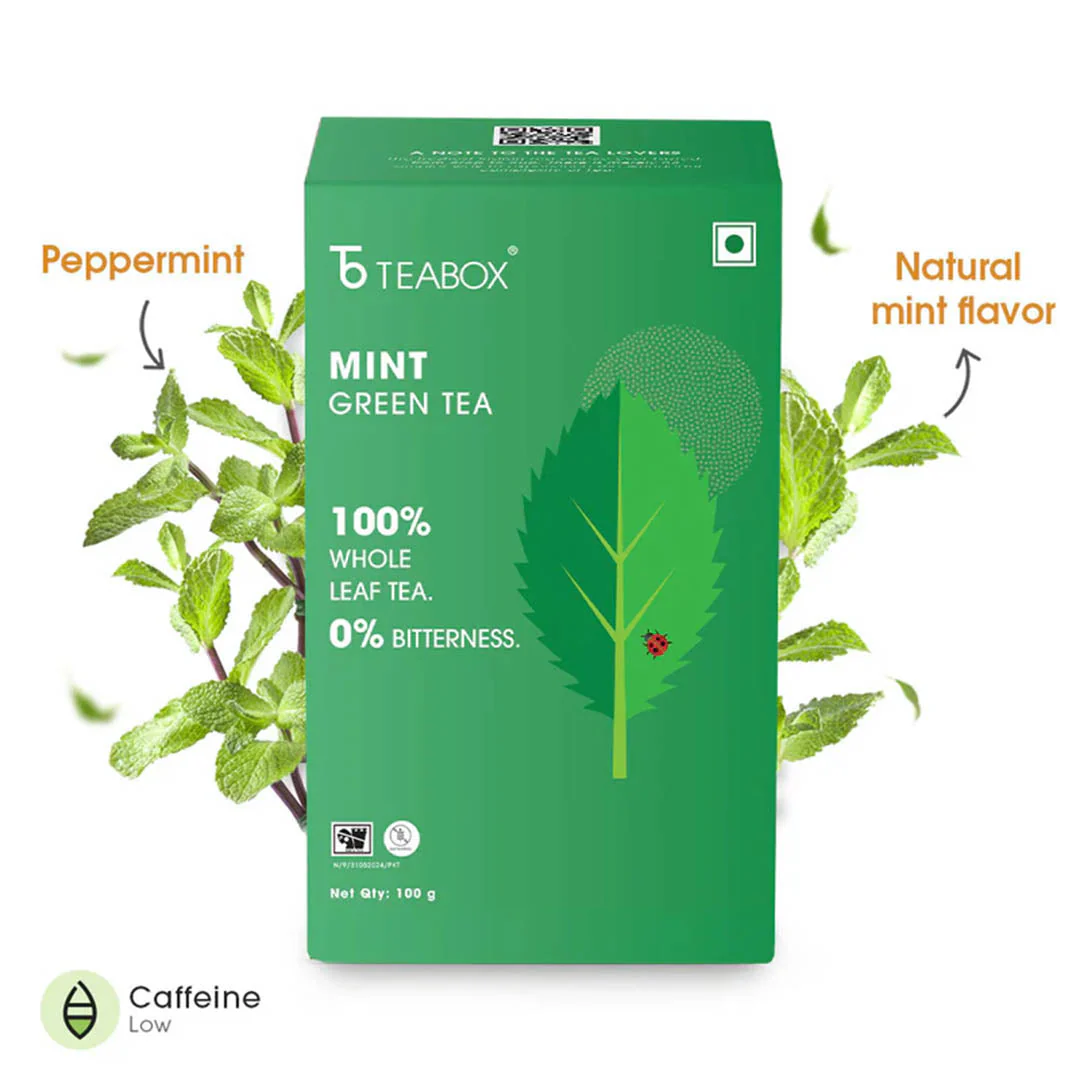 A NOTE TO THE TEA LOVERS
TEABOX®
MINT
GREEN TEA
100%
WHOLE
LEAF TEA.
0% BITTERNESS.
Net Qty: 100 g
Peppermint
Natural
mint flavor
Caffeine
Low